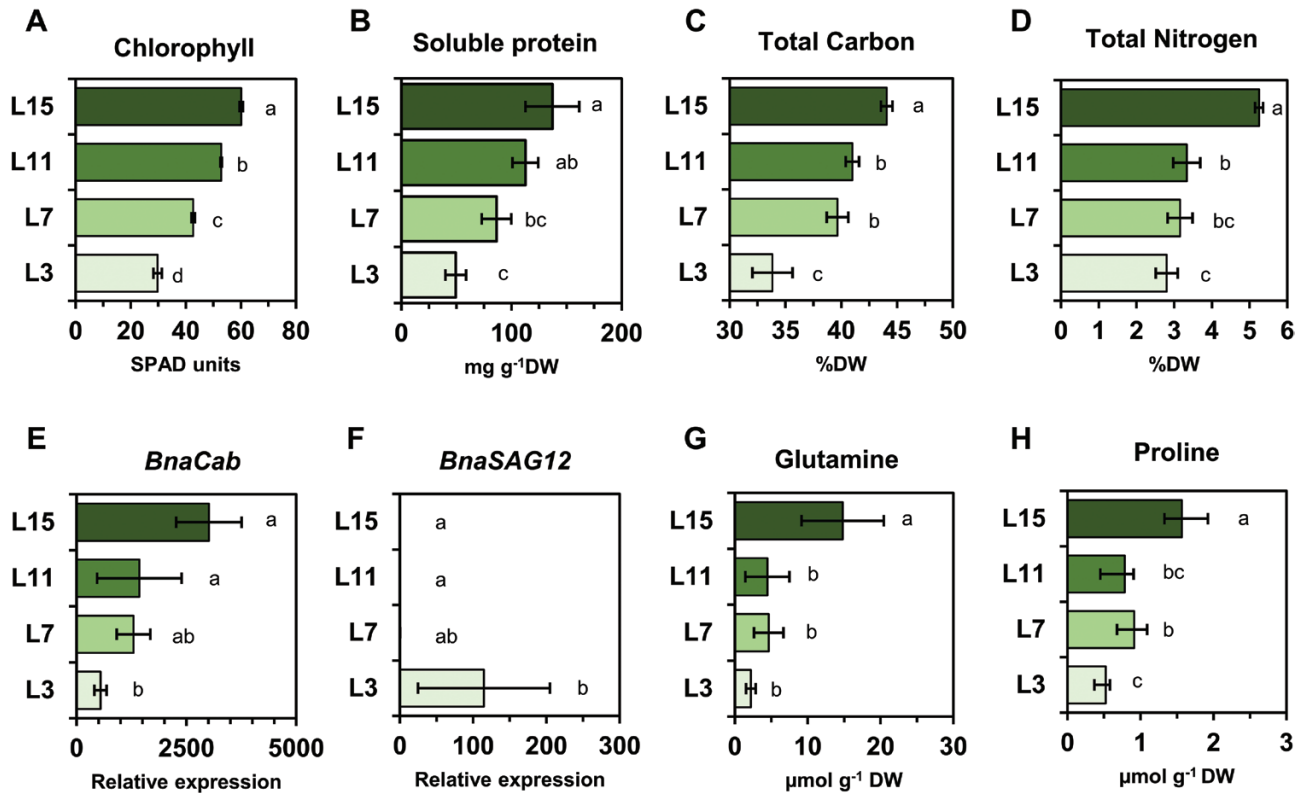 A
Chlorophyll
L15
a
L11
b
L7
c
L3
d
0 20 40 60 80
SPAD units
B
Soluble protein
L15
a
L11
ab
L7
bc
L3
c
0 100 200
mg g⁻¹DW
C
Total Carbon
L15
a
L11
b
L7
b
L3
c
30 35 40 45 50
%DW
D
Total Nitrogen
L15
a
L11
b
L7
bc
L3
c
0 1 2 3 4 5 6
%DW
E
BnaCab
L15
a
L11
a
L7
ab
L3
b
0 2500 5000
Relative expression
F
BnaSAG12
L15
a
L11
a
L7
ab
L3
b
0 100 200 300
Relative expression
G
Glutamine
L15
a
L11
b
L7
b
L3
b
0 10 20 30
µmol g⁻¹ DW
H
Proline
L15
a
L11
bc
L7
b
L3
c
0 1 2 3
µmol g⁻¹ DW